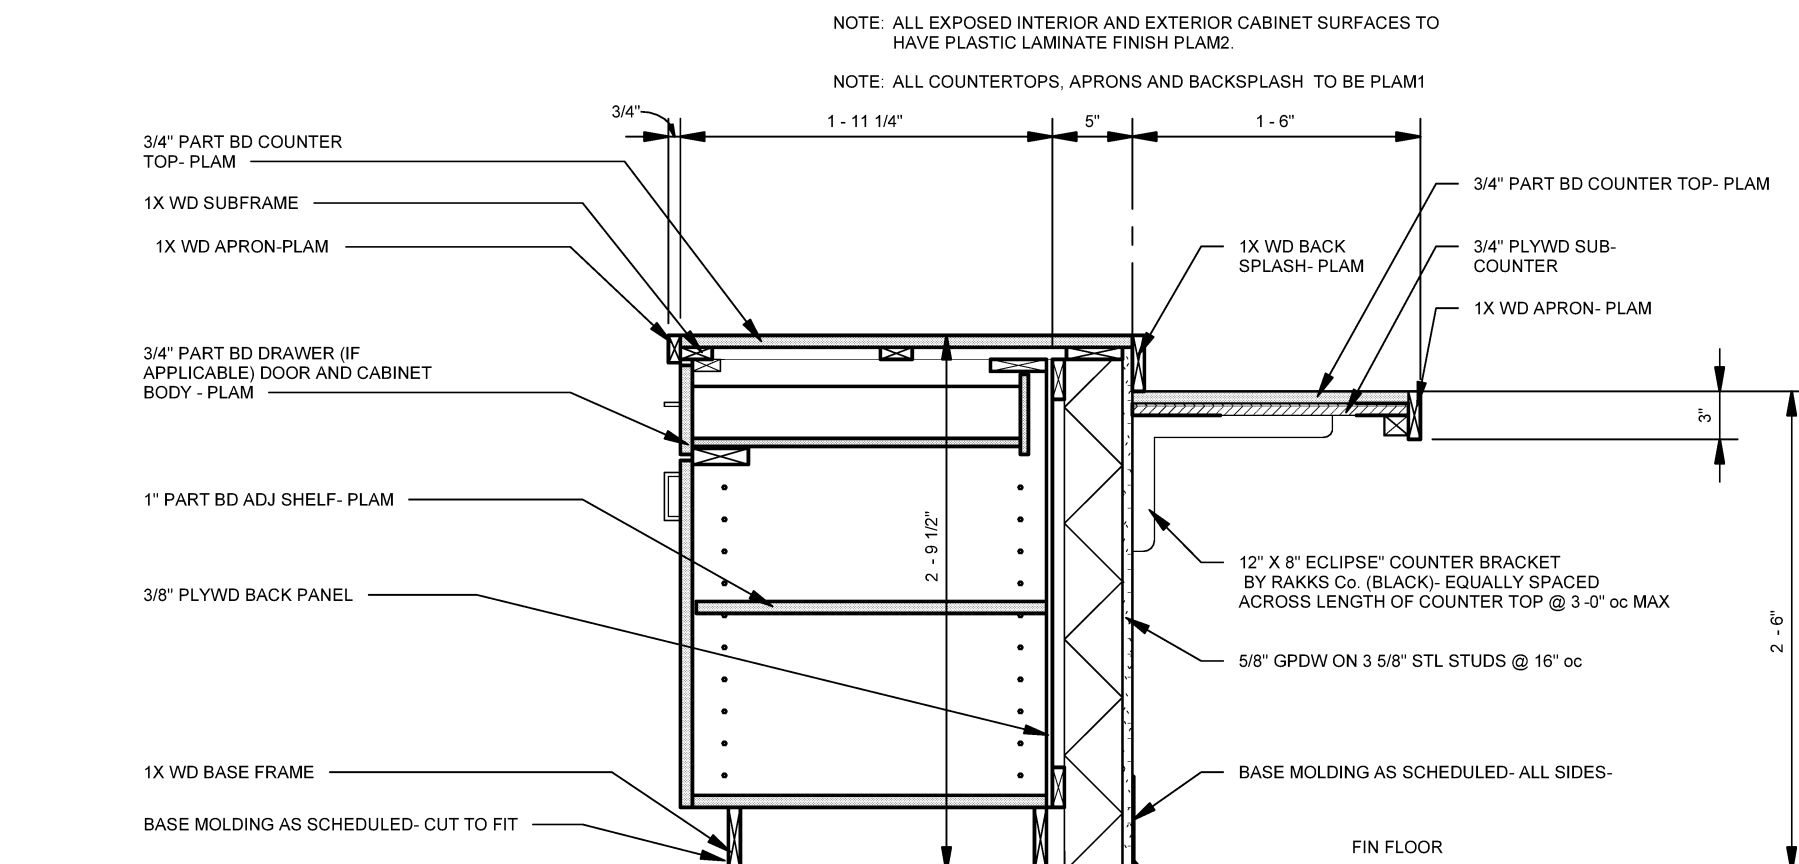 NOTE: ALL EXPOSED INTERIOR AND EXTERIOR CABINET SURFACES TO
HAVE PLASTIC LAMINATE FINISH PLAM2.
NOTE: ALL COUNTERTOPS, APRONS AND BACKSPLASH TO BE PLAM1
3/4"
1 - 11 1/4"
5"
1 - 6"
3/4" PART BD COUNTER
TOP- PLAM
1X WD SUBFRAME
1X WD APRON-PLAM
3/4" PART BD DRAWER (IF
APPLICABLE) DOOR AND CABINET
BODY - PLAM
1" PART BD ADJ SHELF- PLAM
3/8" PLYWD BACK PANEL
1X WD BASE FRAME
BASE MOLDING AS SCHEDULED- CUT TO FIT
2 - 9 1/2"
3/4" PART BD COUNTER TOP- PLAM
1X WD BACK
SPLASH- PLAM
3/4" PLYWD SUB-
COUNTER
1X WD APRON- PLAM
3"
2 - 6"
12" X 8" ECLIPSE" COUNTER BRACKET
BY RAKKS Co. (BLACK)- EQUALLY SPACED
ACROSS LENGTH OF COUNTER TOP @ 3 -0" oc MAX
5/8" GPDW ON 3 5/8" STL STUDS @ 16" oc
BASE MOLDING AS SCHEDULED- ALL SIDES-
FIN FLOOR